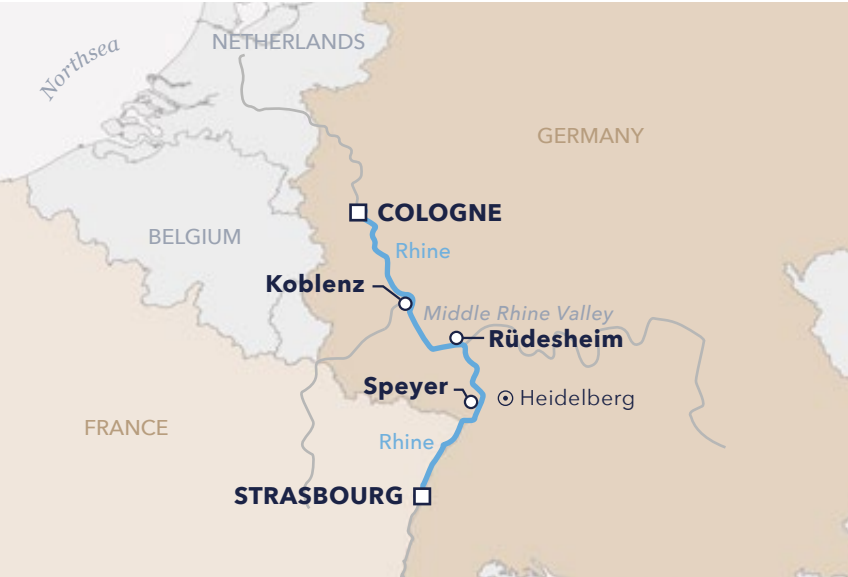 NETHERLANDS
Northsea
GERMANY
COLOGNE
BELGIUM
Rhine
Koblenz
Middle Rhine Valley
Rüdesheim
Speyer
Heidelberg
FRANCE
Rhine
STRASBOURG